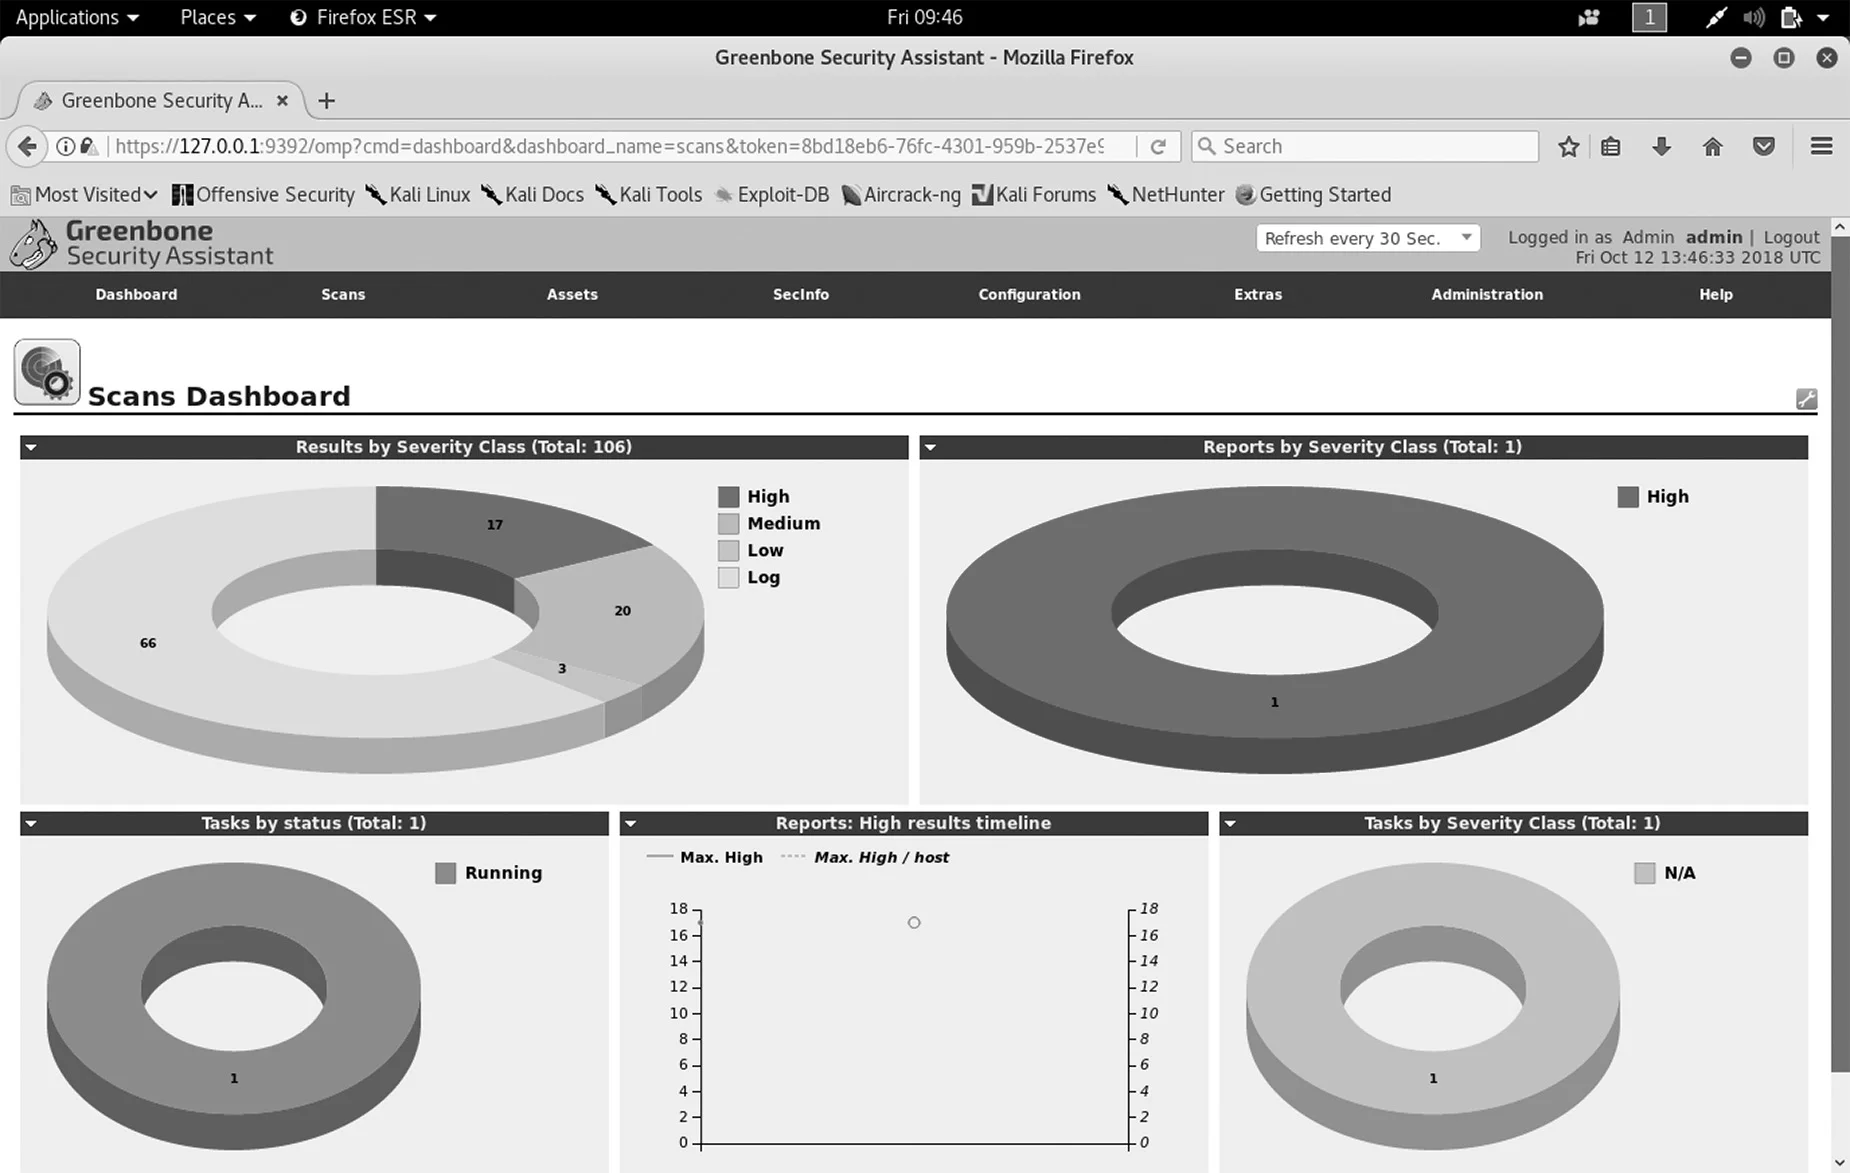 Applications Places Firefox ESR Fri 09:46 1
Greenbone Security Assistant - Mozilla Firefox
Greenbone Security A...
https://127.0.0.1:9392/omp?cmd=dashboard&dashboard_name=scans&token=8bd18eb6-76fc-4301-959b-2537e9 Search
Most Visited Offensive Security Kali Linux Kali Docs Kali Tools Exploit-DB Aircrack-ng Kali Forums NetHunter Getting Started
Greenbone
Security Assistant
Refresh every 30 Sec.
Logged in as Admin admin | Logout
Fri Oct 12 13:46:33 2018 UTC
Dashboard Scans Assets SecInfo Configuration Extras Administration Help
Scans Dashboard
Results by Severity Class (Total: 106)
High
Medium
Low
Log
17
20
3
66
Reports by Severity Class (Total: 1)
High
1
Tasks by status (Total: 1)
Running
1
Reports: High results timeline
Max. High Max. High / host
18 18
16 16
14 14
12 12
10 10
8 8
6 6
4 4
2 2
0 0
Tasks by Severity Class (Total: 1)
N/A
1